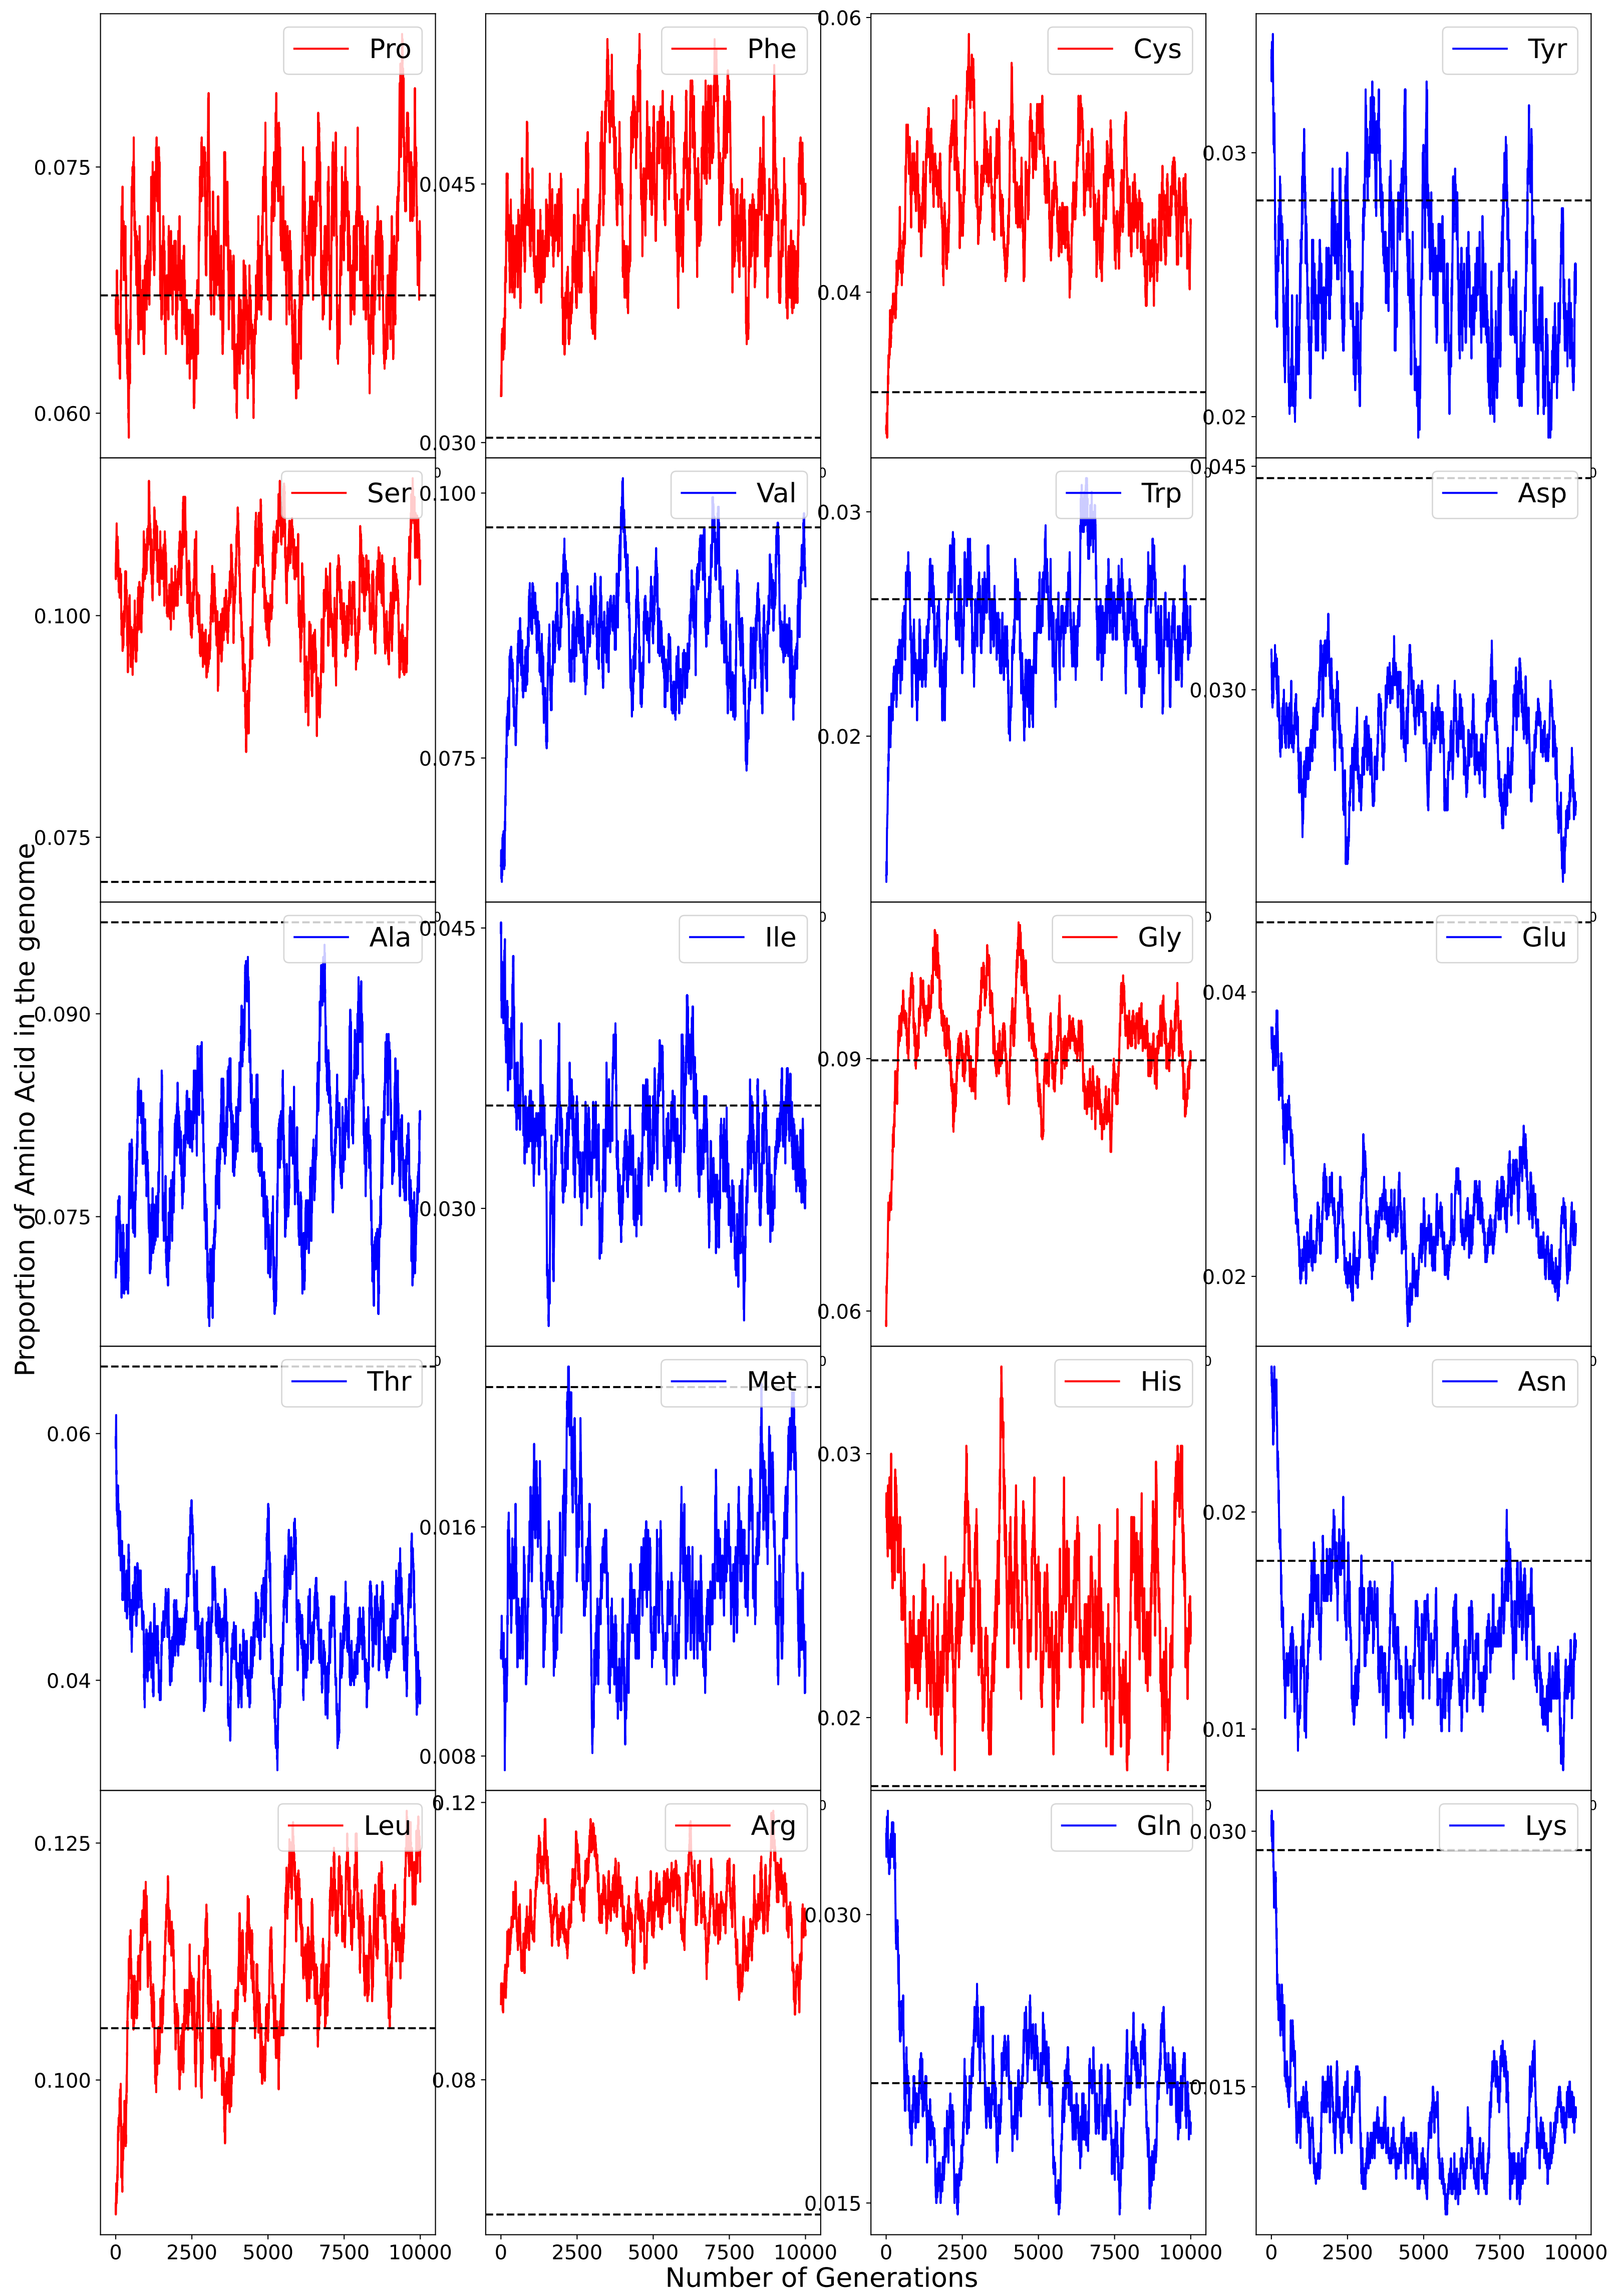 Proportion of Amino Acid in the genome
Pro
0.075
0.060
Phe
0.045
0.030
Cys
0.06
0.04
Tyr
0.03
0.02
Ser
0.100
0.075
Val
0.100
0.075
Trp
0.03
0.02
Asp
0.045
0.030
Ala
0.090
0.075
Ile
0.045
0.030
Gly
0.09
0.06
Glu
0.04
0.02
Thr
0.06
0.04
Met
0.016
0.008
His
0.03
0.02
Asn
0.02
0.01
Leu
0.125
0.100
Arg
0.12
0.08
Gln
0.030
0.015
Lys
0.030
0.015
0 2500 5000 7500 10000
0 2500 5000 7500 10000
0 2500 5000 7500 10000
0 2500 5000 7500 10000
Number of Generations